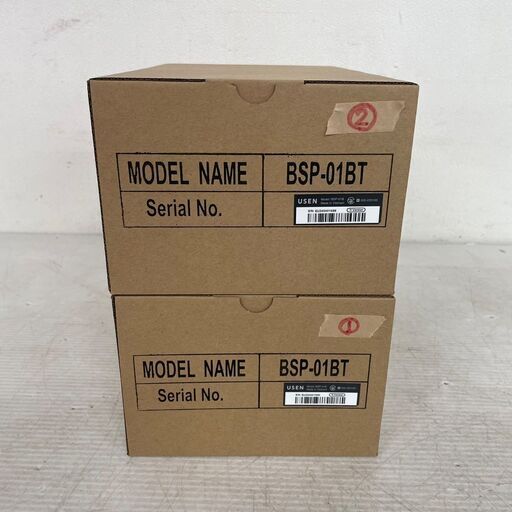 ②
MODEL NAME BSP-01BT
Serial No.
USEN
①
MODEL NAME BSP-01BT
Serial No.
USEN